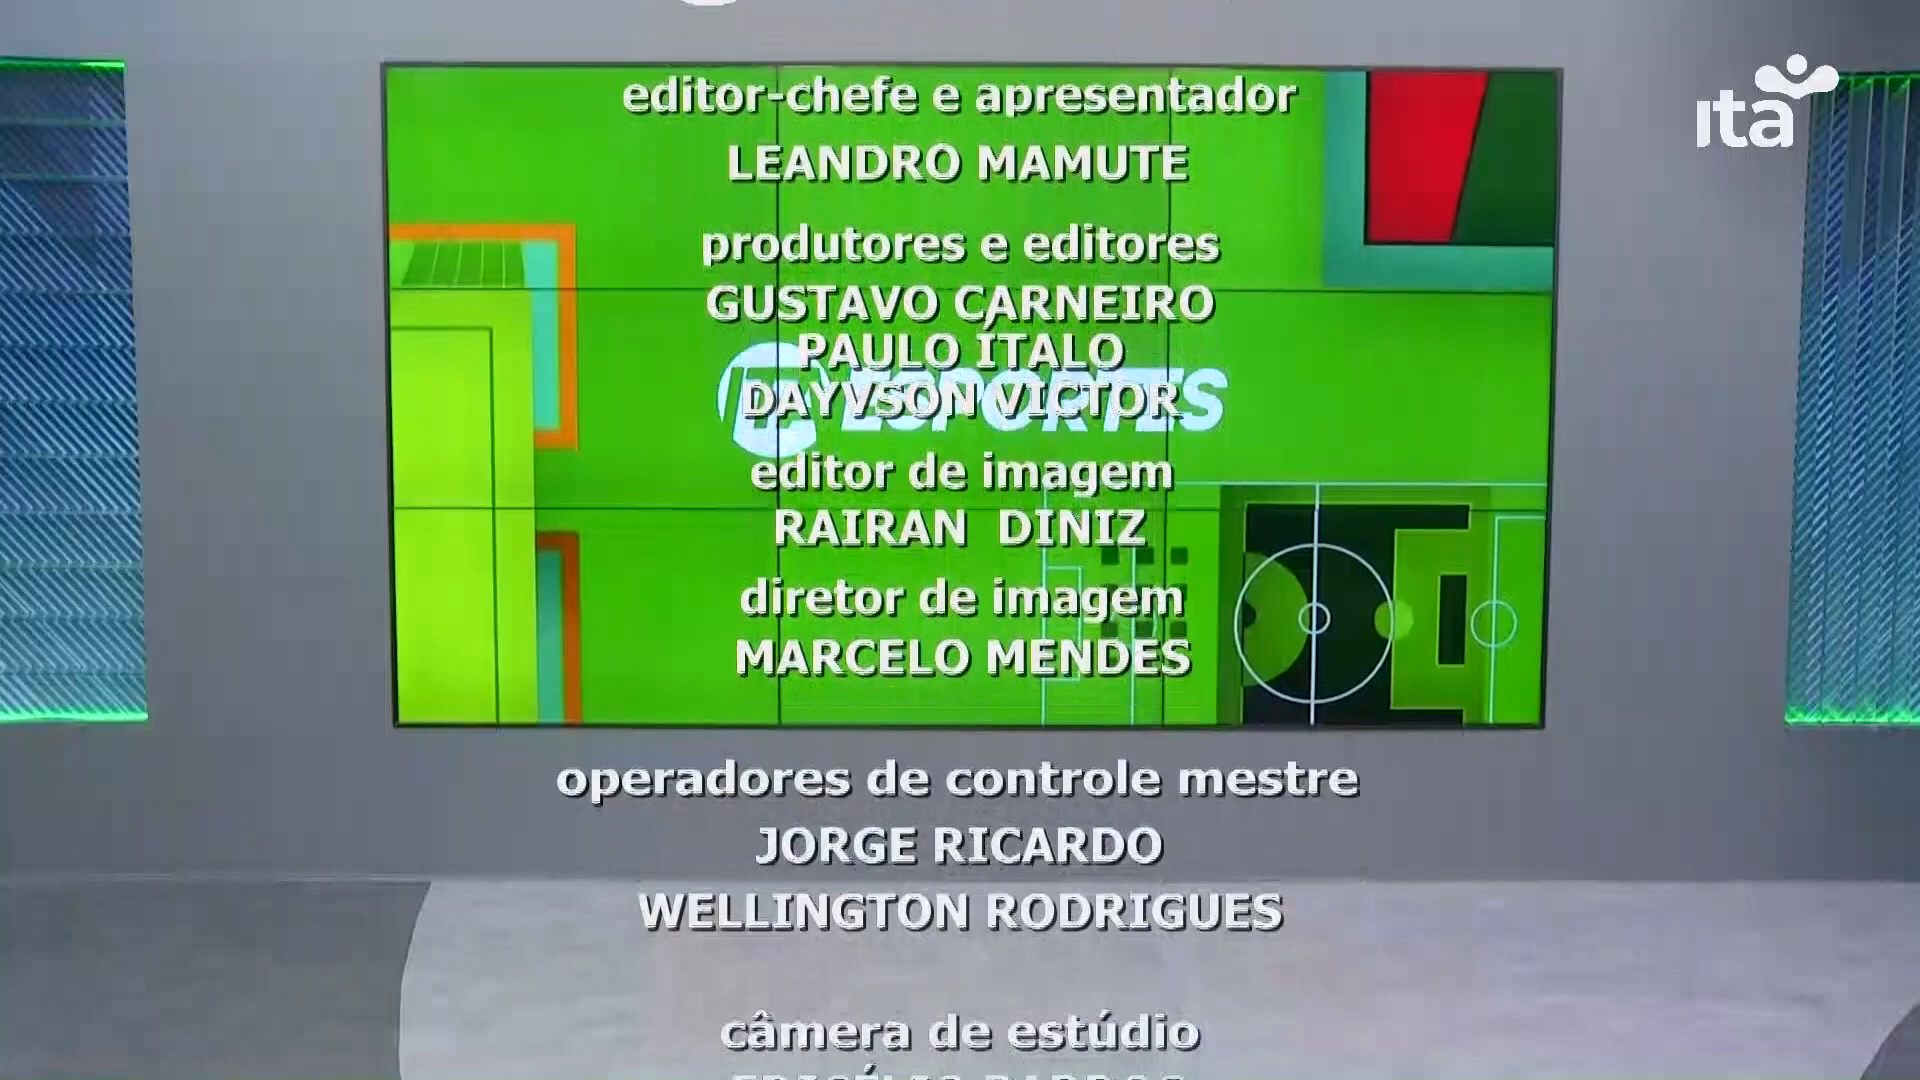 ita
editor-chefe e apresentador
LEANDRO MAMUTE
produtores e editores
GUSTAVO CARNEIRO
PAULO ÍTALO
DAYVSON VICTOR
ESPORTES
editor de imagem
RAIRAN DINIZ
diretor de imagem
MARCELO MENDES
operadores de controle mestre
JORGE RICARDO
WELLINGTON RODRIGUES
câmera de estúdio